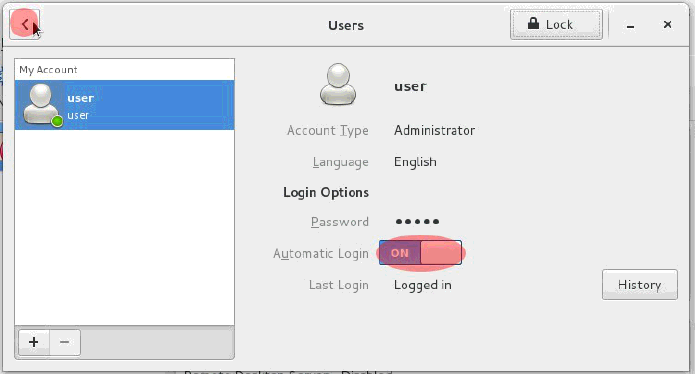 Users
Lock
My Account
user
user
user
Account Type
Administrator
Language
English
Login Options
Password
Automatic Login
ON
Last Login
Logged in
History
Remote Desktop Server - Disabled